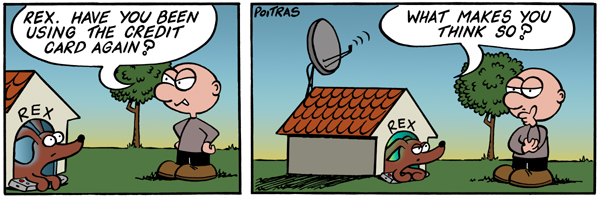 REX. HAVE YOU BEEN
USING THE CREDIT
CARD AGAIN?
REX
POITRAS
WHAT MAKES YOU
THINK SO?
REX